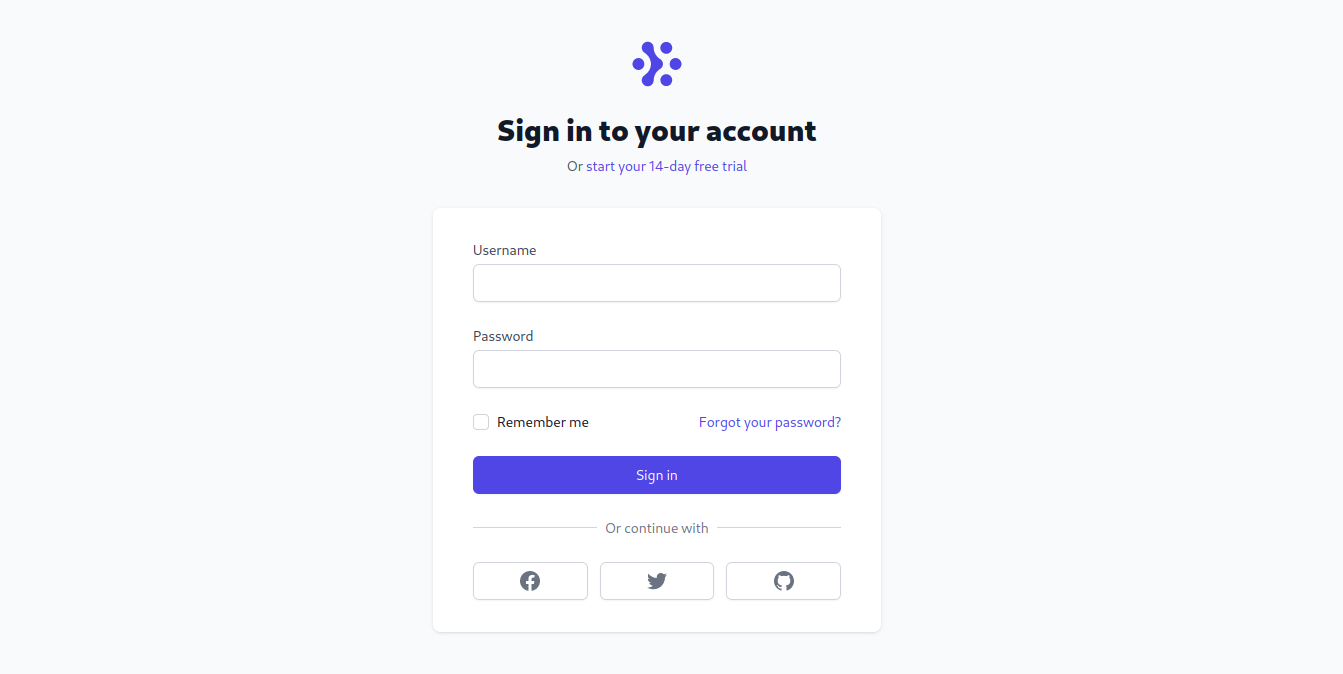 Sign in to your account
Or start your 14-day free trial
Username
Password
Remember me
Forgot your password?
Sign in
Or continue with